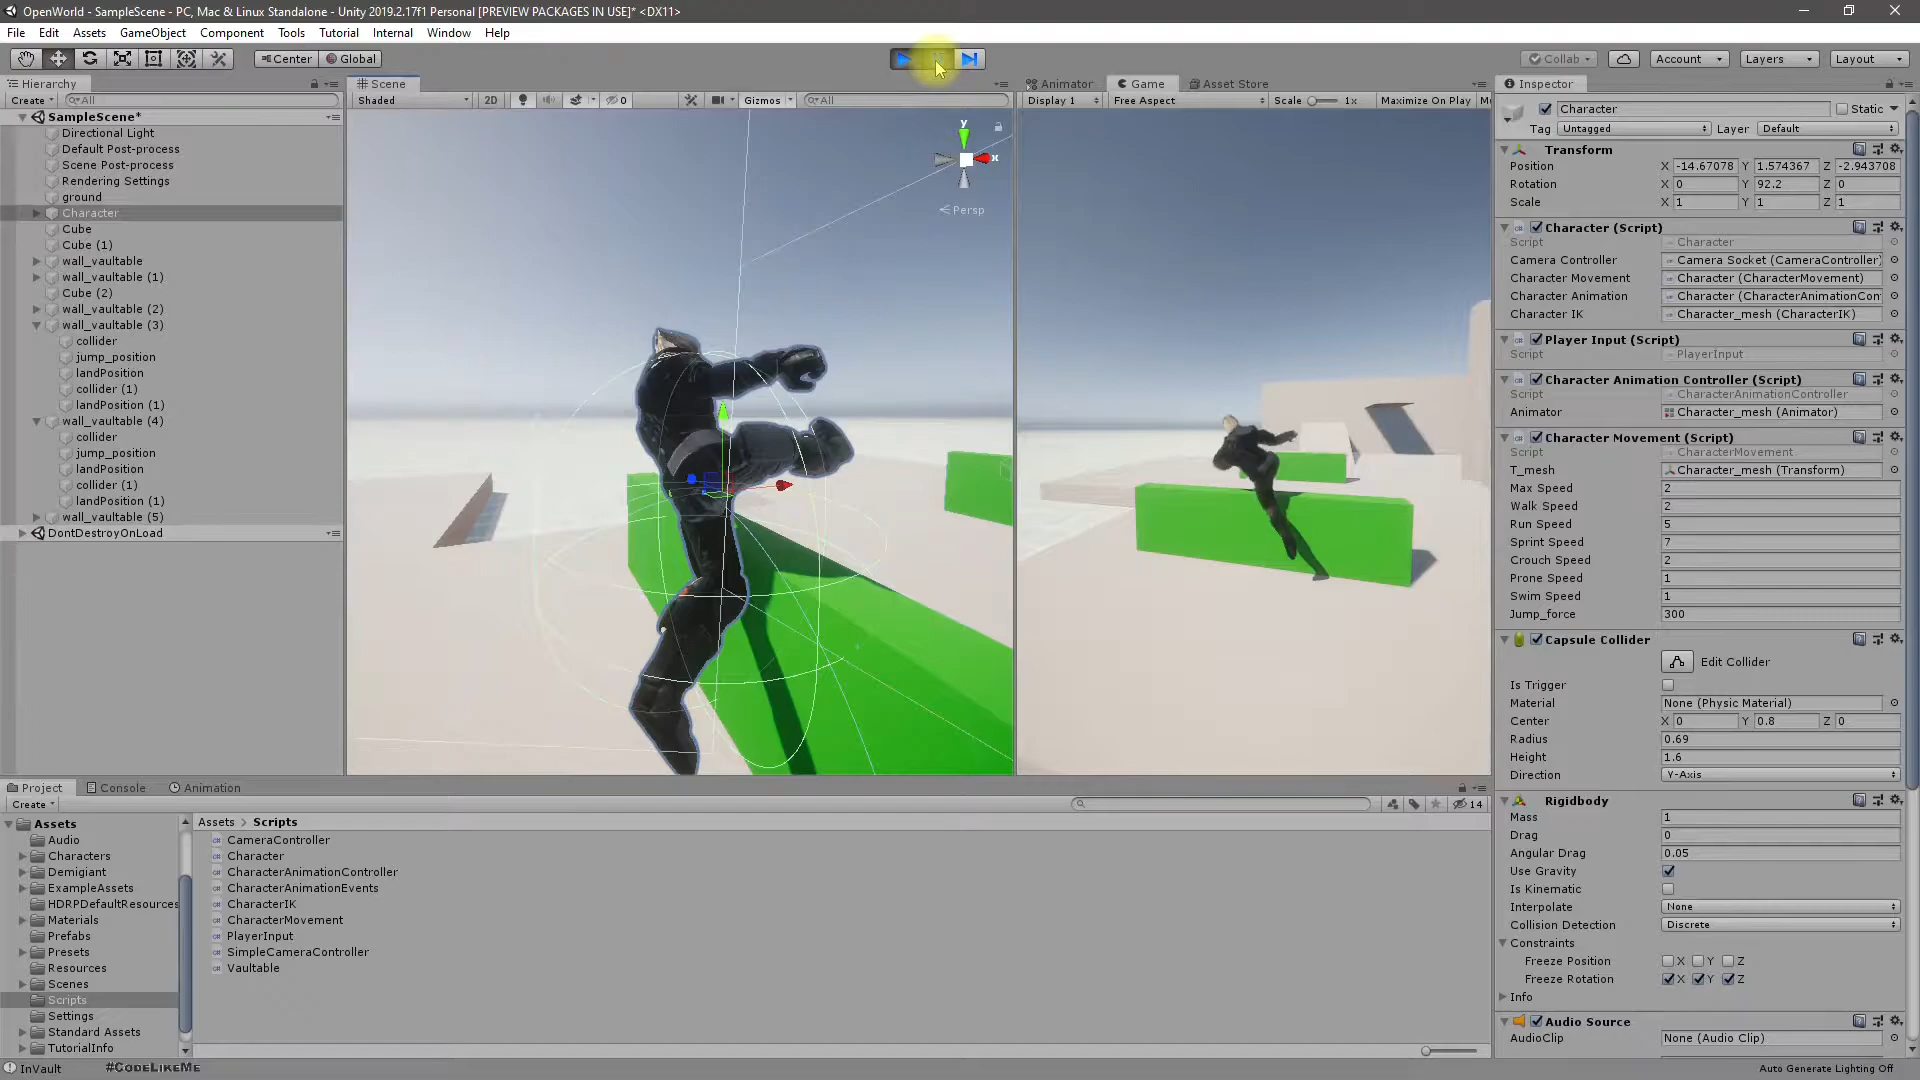 OpenWorld - SampleScene - PC, Mac & Linux Standalone - Unity 2019.2.17f1 Personal [PREVIEW PACKAGES IN USE]* <DX11>
File Edit Assets GameObject Component Tools Tutorial Internal Window Help
Center Global Collab Account Layers Layout
Hierarchy Scene Animator Game Asset Store Inspector
Create All Shaded 2D 0 Gizmos All Display 1 Free Aspect Scale 1x Maximize On Play
SampleScene*
Directional Light
Default Post-process
Scene Post-process
Rendering Settings
ground
Character
Cube
Cube (1)
wall_vaultable
wall_vaultable (1)
Cube (2)
wall_vaultable (2)
wall_vaultable (3)
collider
jump_position
landPosition
collider (1)
landPosition (1)
wall_vaultable (4)
collider
jump_position
landPosition
collider (1)
landPosition (1)
wall_vaultable (5)
DontDestroyOnLoad
y
x
Persp
Character Static
Tag Untagged Layer Default
Transform
Position X -14.67078 Y 1.574367 Z -2.943708
Rotation X 0 Y 92.2 Z 0
Scale X 1 Y 1 Z 1
Character (Script)
Script Character
Camera Controller Camera Socket (CameraController)
Character Movement Character (CharacterMovement)
Character Animation Character (CharacterAnimationCon
Character IK Character_mesh (CharacterIK)
Player Input (Script)
Script PlayerInput
Character Animation Controller (Script)
Script CharacterAnimationController
Animator Character_mesh (Animator)
Character Movement (Script)
Script CharacterMovement
T_mesh Character_mesh (Transform)
Max Speed 2
Walk Speed 2
Run Speed 5
Sprint Speed 7
Crouch Speed 2
Prone Speed 1
Swim Speed 1
Jump_force 300
Capsule Collider
Edit Collider
Is Trigger
Material None (Physic Material)
Center X 0 Y 0.8 Z 0
Radius 0.69
Height 1.6
Direction Y-Axis
Rigidbody
Mass 1
Drag 0
Angular Drag 0.05
Use Gravity
Is Kinematic
Interpolate None
Collision Detection Discrete
Constraints
Freeze Position X Y Z
Freeze Rotation X Y Z
Info
Audio Source
AudioClip None (Audio Clip)
Project Console Animation
Create 14
Assets
Audio
Characters
Demigiant
ExampleAssets
HDRPDefaultResources
Materials
Prefabs
Presets
Resources
Scenes
Scripts
Settings
Standard Assets
TutorialInfo
Assets > Scripts
CameraController
Character
CharacterAnimationController
CharacterAnimationEvents
CharacterIK
CharacterMovement
PlayerInput
SimpleCameraController
Vaultable
InVault #CodeLikeMe Auto Generate Lighting Off